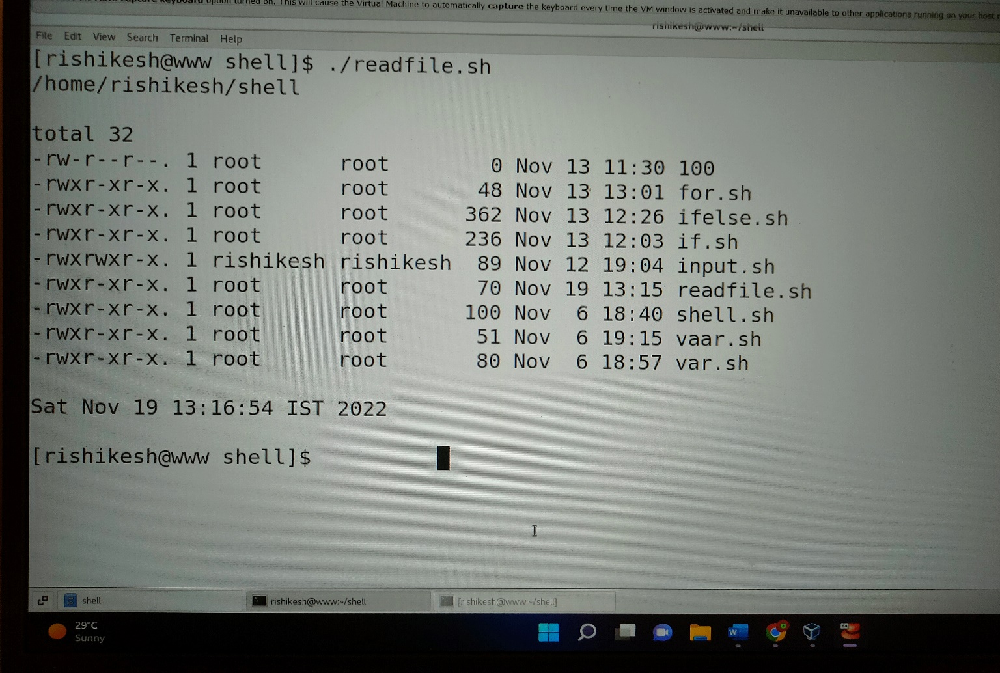 capture keyboard option turned on. This will cause the Virtual Machine to automatically capture the keyboard every time the VM window is activated and make it unavailable to other applications running on your host
rishikesh@www:~/shell
File Edit View Search Terminal Help
[rishikesh@www shell]$ ./readfile.sh
/home/rishikesh/shell
total 32
-rw-r--r--. 1 root root 0 Nov 13 11:30 100
-rwxr-xr-x. 1 root root 48 Nov 13 13:01 for.sh
-rwxr-xr-x. 1 root root 362 Nov 13 12:26 ifelse.sh
-rwxr-xr-x. 1 root root 236 Nov 13 12:03 if.sh
-rwxrwxr-x. 1 rishikesh rishikesh 89 Nov 12 19:04 input.sh
-rwxr-xr-x. 1 root root 70 Nov 19 13:15 readfile.sh
-rwxr-xr-x. 1 root root 100 Nov 6 18:40 shell.sh
-rwxr-xr-x. 1 root root 51 Nov 6 19:15 vaar.sh
-rwxr-xr-x. 1 root root 80 Nov 6 18:57 var.sh
Sat Nov 19 13:16:54 IST 2022
[rishikesh@www shell]$
shell rishikesh@www:~/shell [rishikesh@www:~/shell]
29°C
Sunny
W
64